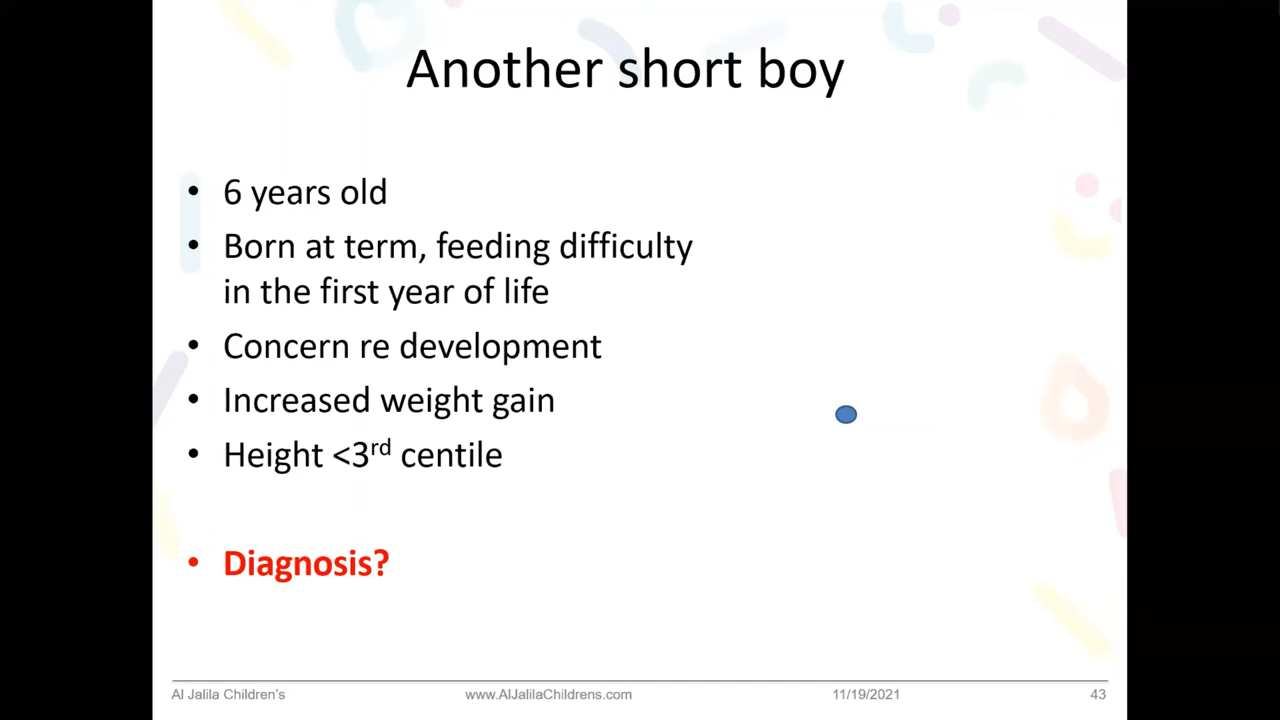 Another short boy
• 6 years old
• Born at term, feeding difficulty
in the first year of life
• Concern re development
• Increased weight gain
• Height <3rd centile
• Diagnosis?
Al Jalila Children's
www.AlJalilaChildrens.com
11/19/2021
43